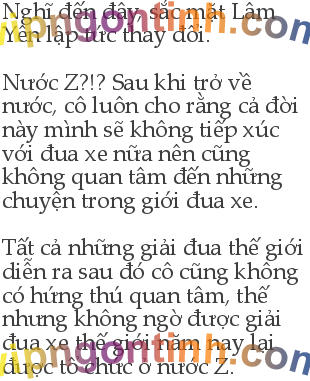 Nghĩ đến đây, sắc mặt Lâm
Yên lập tức thay đổi.
vipngontinh.com
Nước Z?!? Sau khi trở về
nước, cô luôn cho rằng cả đời
này mình sẽ không tiếp xúc
với đua xe nữa nên cũng
không quan tâm đến những
chuyện trong giới đua xe.
Tất cả những giải đua thế giới
diễn ra sau đó cô cũng không
có hứng thú quan tâm, thế
nhưng không ngờ được giải
đua xe thế giới năm nay lại
được tổ chức ở nước Z.
vipngontinh.com